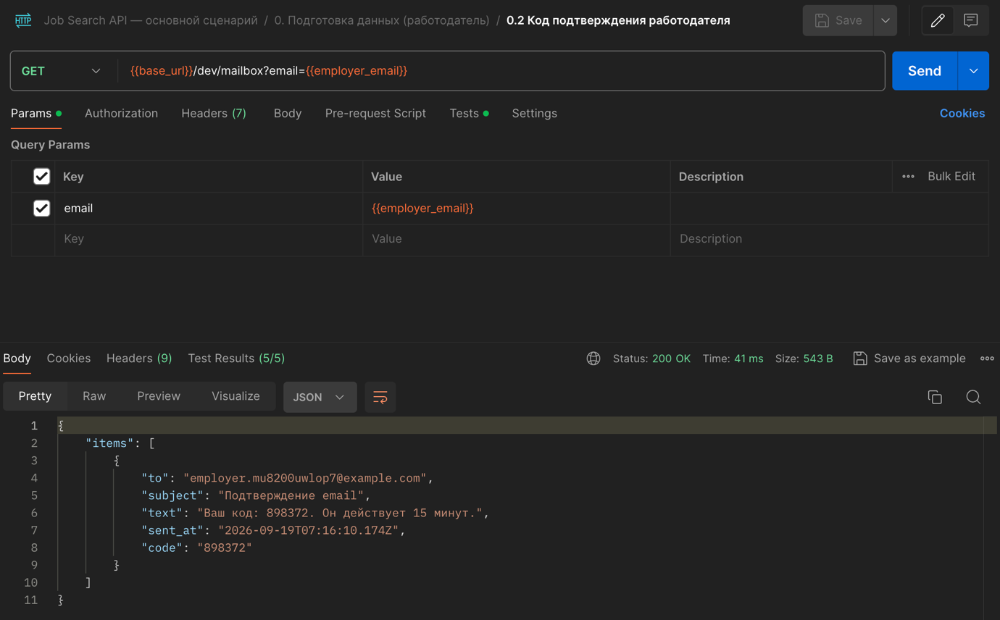 HTTP Job Search API — основной сценарий / 0. Подготовка данных (работодатель) / 0.2 Код подтверждения работодателя Save
GET {{base_url}}/dev/mailbox?email={{employer_email}} Send
Params Authorization Headers (7) Body Pre-request Script Tests Settings Cookies
Query Params
Key Value Description Bulk Edit
email {{employer_email}}
Key Value Description
Body Cookies Headers (9) Test Results (5/5) Status: 200 OK Time: 41 ms Size: 543 B Save as example
Pretty Raw Preview Visualize JSON
1 {
2 "items": [
3 {
4 "to": "employer.mu8200uwlop7@example.com",
5 "subject": "Подтверждение email",
6 "text": "Ваш код: 898372. Он действует 15 минут.",
7 "sent_at": "2026-09-19T07:16:10.174Z",
8 "code": "898372"
9 }
10 ]
11 }